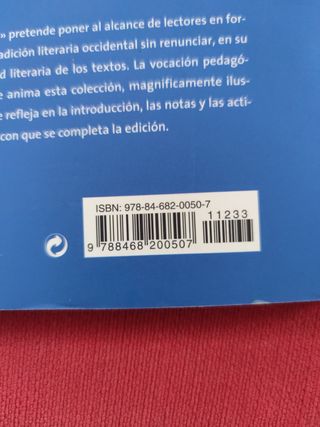 » pretende poner al alcance de lectores en for-
adición literaria occidental sin renunciar, en su
d literaria de los textos. La vocación pedagó-
e anima esta colección, magníficamente ilus-
e refleja en la introducción, las notas y las acti-
con que se completa la edición.
ISBN: 978-84-682-0050-7
11233
9 788468 200507